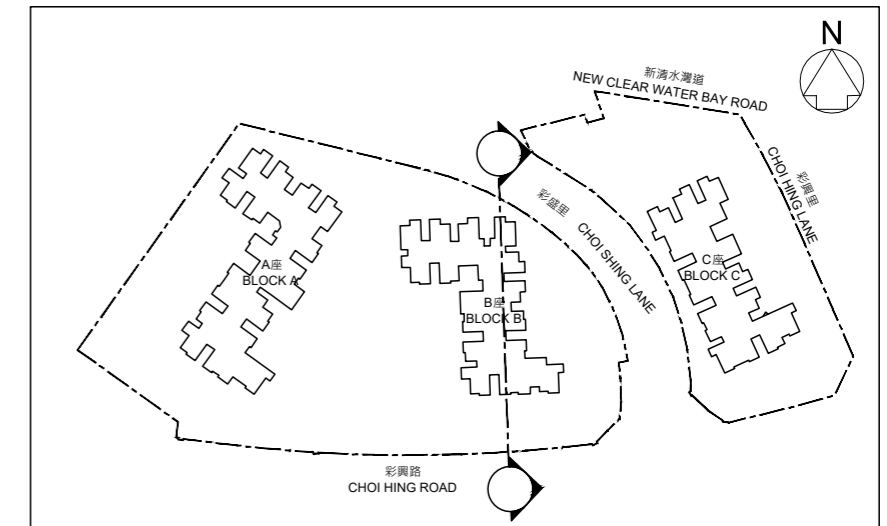 N
新清水灣道
NEW CLEAR WATER BAY ROAD
彩興里
CHOI HING LANE
彩盛里
CHOI SHING LANE
A座
BLOCK A
B座
BLOCK B
C座
BLOCK C
彩興路
CHOI HING ROAD